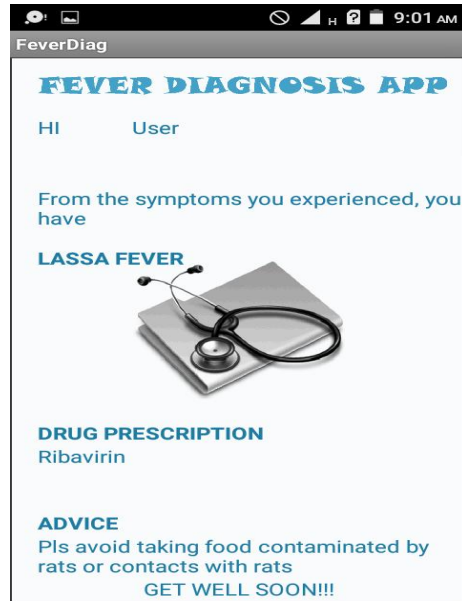 H 9:01 AM
FeverDiag
FEVER DIAGNOSIS APP
HI User
From the symptoms you experienced, you
have
LASSA FEVER
DRUG PRESCRIPTION
Ribavirin
ADVICE
Pls avoid taking food contaminated by
rats or contacts with rats
GET WELL SOON!!!